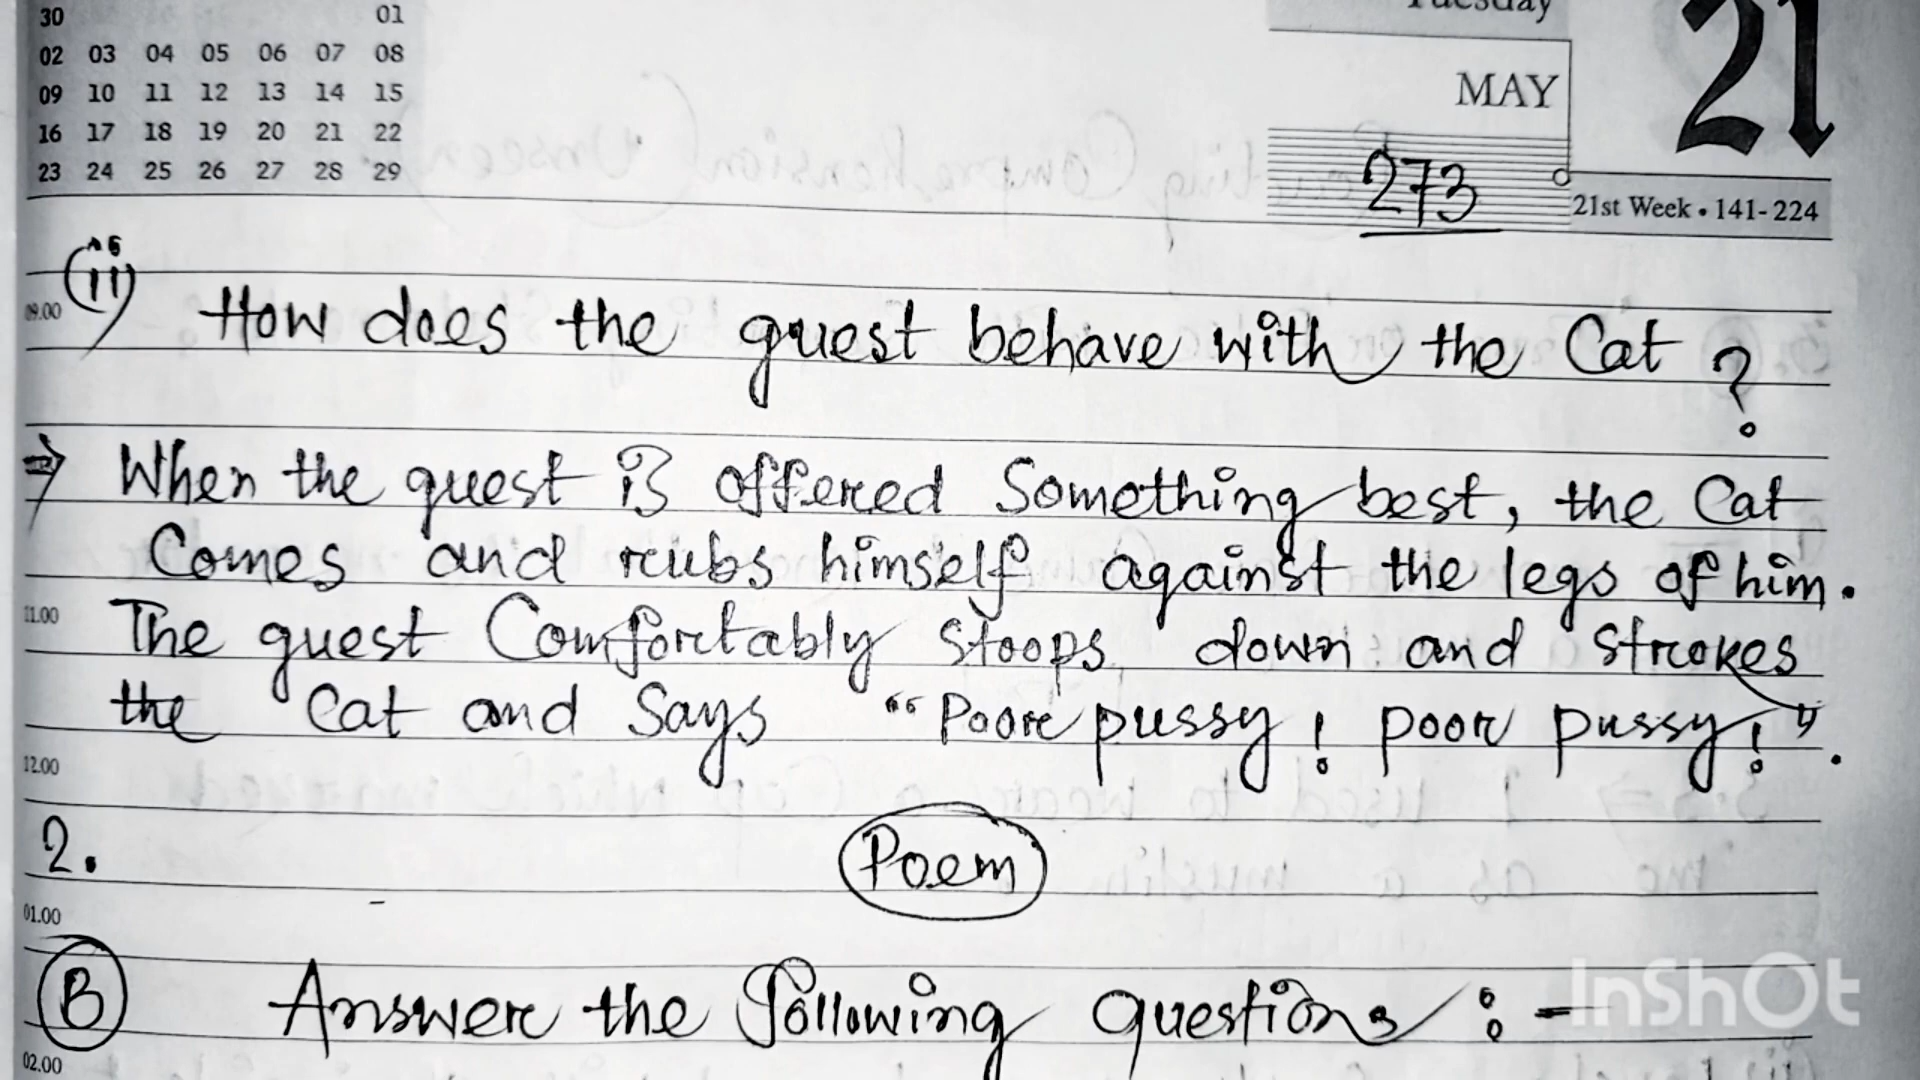 30 01
02 03 04 05 06 07 08
09 10 11 12 13 14 15
16 17 18 19 20 21 22
23 24 25 26 27 28 29
Tuesday
21
MAY
273
21st Week • 141-224
(ii)
09.00
How does the guest behave with the Cat ?
⇒ When the guest is offered Something best, the Cat
Comes and rubs himself against the legs of him.
11.00
The guest Comfortably stoops down and strokes
the Cat and Says "Poor pussy! poor pussy!".
12.00
2. Poem
01.00
B Answer the following questions :-
02.00
InShOt